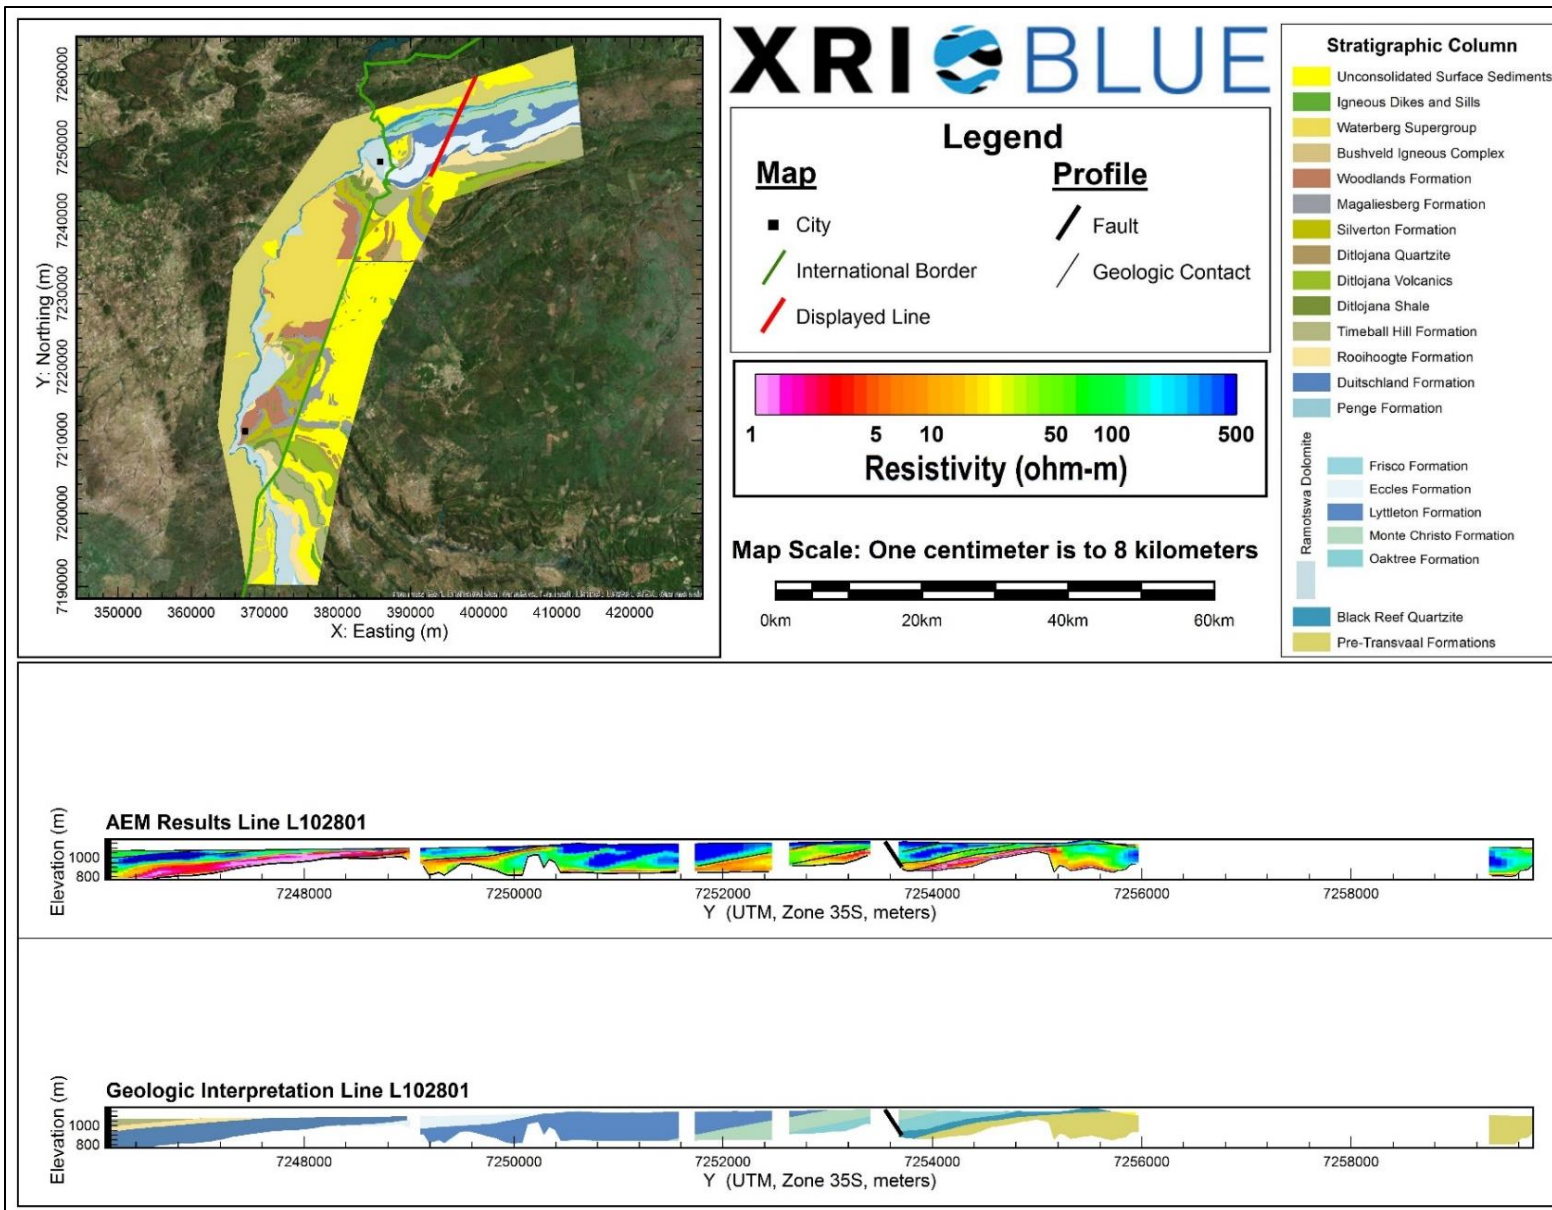 7260000
7250000
7240000
7230000
7220000
7210000
7200000
7190000
Y: Northing (m)
350000 360000 370000 380000 390000 400000 410000 420000
X: Easting (m)
XRI BLUE
Legend
Map
City
International Border
Displayed Line
Profile
Fault
Geologic Contact
1 5 10 50 100 500
Resistivity (ohm-m)
Map Scale: One centimeter is to 8 kilometers
0km 20km 40km 60km
Stratigraphic Column
Unconsolidated Surface Sediments
Igneous Dikes and Sills
Waterberg Supergroup
Bushveld Igneous Complex
Woodlands Formation
Magaliesberg Formation
Silverton Formation
Ditlojana Quartzite
Ditlojana Volcanics
Ditlojana Shale
Timeball Hill Formation
Rooihoogte Formation
Duitschland Formation
Penge Formation
Ramotswa Dolomite
Frisco Formation
Eccles Formation
Lyttleton Formation
Monte Christo Formation
Oaktree Formation
Black Reef Quartzite
Pre-Transvaal Formations
AEM Results Line L102801
Elevation (m)
1000
800
7248000 7250000 7252000 7254000 7256000 7258000
Y (UTM, Zone 35S, meters)
Geologic Interpretation Line L102801
Elevation (m)
1000
800
7248000 7250000 7252000 7254000 7256000 7258000
Y (UTM, Zone 35S, meters)